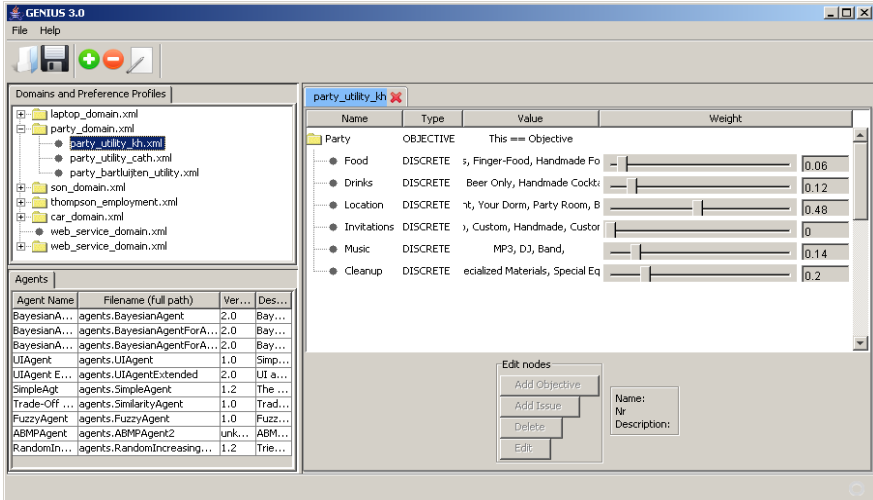 GENIUS 3.0
File Help
Domains and Preference Profiles
laptop_domain.xml
party_domain.xml
party_utility_kh.xml
party_utility_cath.xml
party_bartluijten_utility.xml
son_domain.xml
thompson_employment.xml
car_domain.xml
web_service_domain.xml
web_service_domain.xml
Agents
Agent Name Filename (full path) Ver... Des...
BayesianA... agents.BayesianAgent 2.0 Bay...
BayesianA... agents.BayesianAgentForA... 2.0 Bay...
BayesianA... agents.BayesianAgentForA... 2.0 Bay...
UIAgent agents.UIAgent 1.0 Simp...
UIAgent E... agents.UIAgentExtended 2.0 UI a...
SimpleAgt agents.SimpleAgent 1.2 The ...
Trade-Off ... agents.SimilarityAgent 1.0 Trad...
FuzzyAgent agents.FuzzyAgent 1.0 Fuzz...
ABMPAgent agents.ABMPAgent2 unk... ABM...
RandomIn... agents.RandomIncreasing... 1.2 Trie...
party_utility_kh
Name Type Value Weight
Party OBJECTIVE This == Objective
Food DISCRETE s, Finger-Food, Handmade Fo 0.06
Drinks DISCRETE Beer Only, Handmade Cockta 0.12
Location DISCRETE nt, Your Dorm, Party Room, B 0.48
Invitations DISCRETE , Custom, Handmade, Custor 0
Music DISCRETE MP3, DJ, Band, 0.14
Cleanup DISCRETE ecialized Materials, Special Eq 0.2
Edit nodes
Add Objective
Add Issue
Delete
Edit
Name:
Nr
Description: